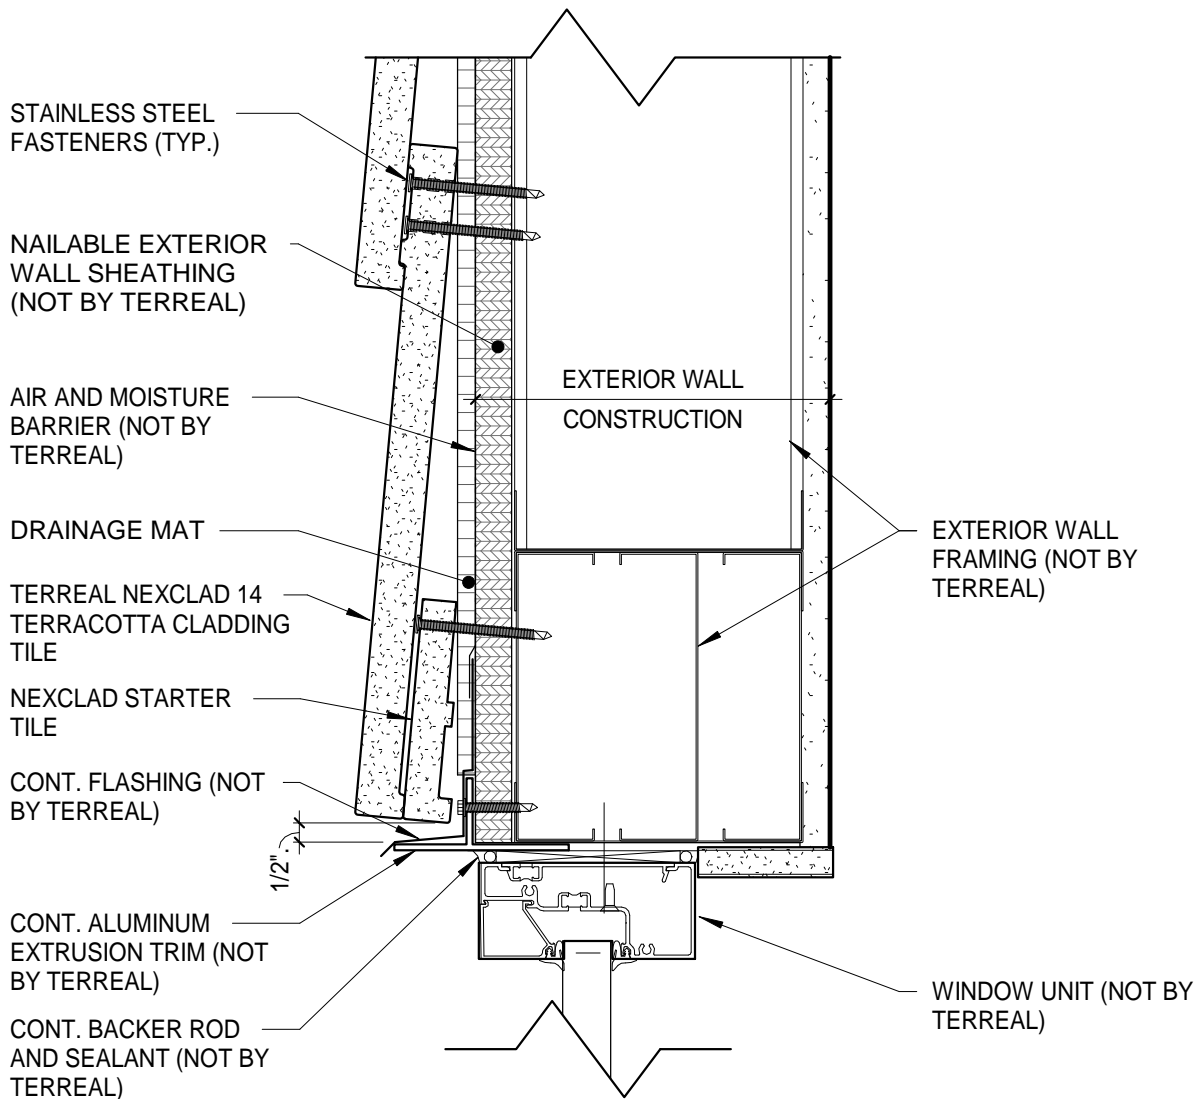 STAINLESS STEEL
FASTENERS (TYP.)
NAILABLE EXTERIOR
WALL SHEATHING
(NOT BY TERREAL)
AIR AND MOISTURE
BARRIER (NOT BY
TERREAL)
DRAINAGE MAT
TERREAL NEXCLAD 14
TERRACOTTA CLADDING
TILE
NEXCLAD STARTER
TILE
CONT. FLASHING (NOT
BY TERREAL)
1/2".
CONT. ALUMINUM
EXTRUSION TRIM (NOT
BY TERREAL)
CONT. BACKER ROD
AND SEALANT (NOT BY
TERREAL)
EXTERIOR WALL
CONSTRUCTION
EXTERIOR WALL
FRAMING (NOT BY
TERREAL)
WINDOW UNIT (NOT BY
TERREAL)